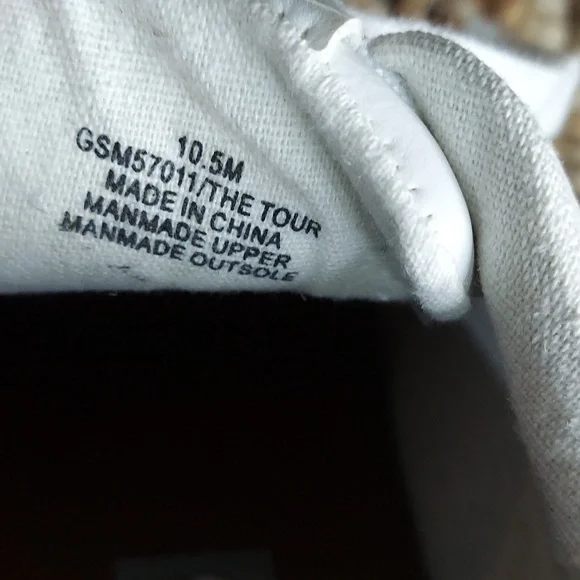 10.5M
GSM57011/THE TOUR
MADE IN CHINA
MANMADE UPPER
MANMADE OUTSOLE